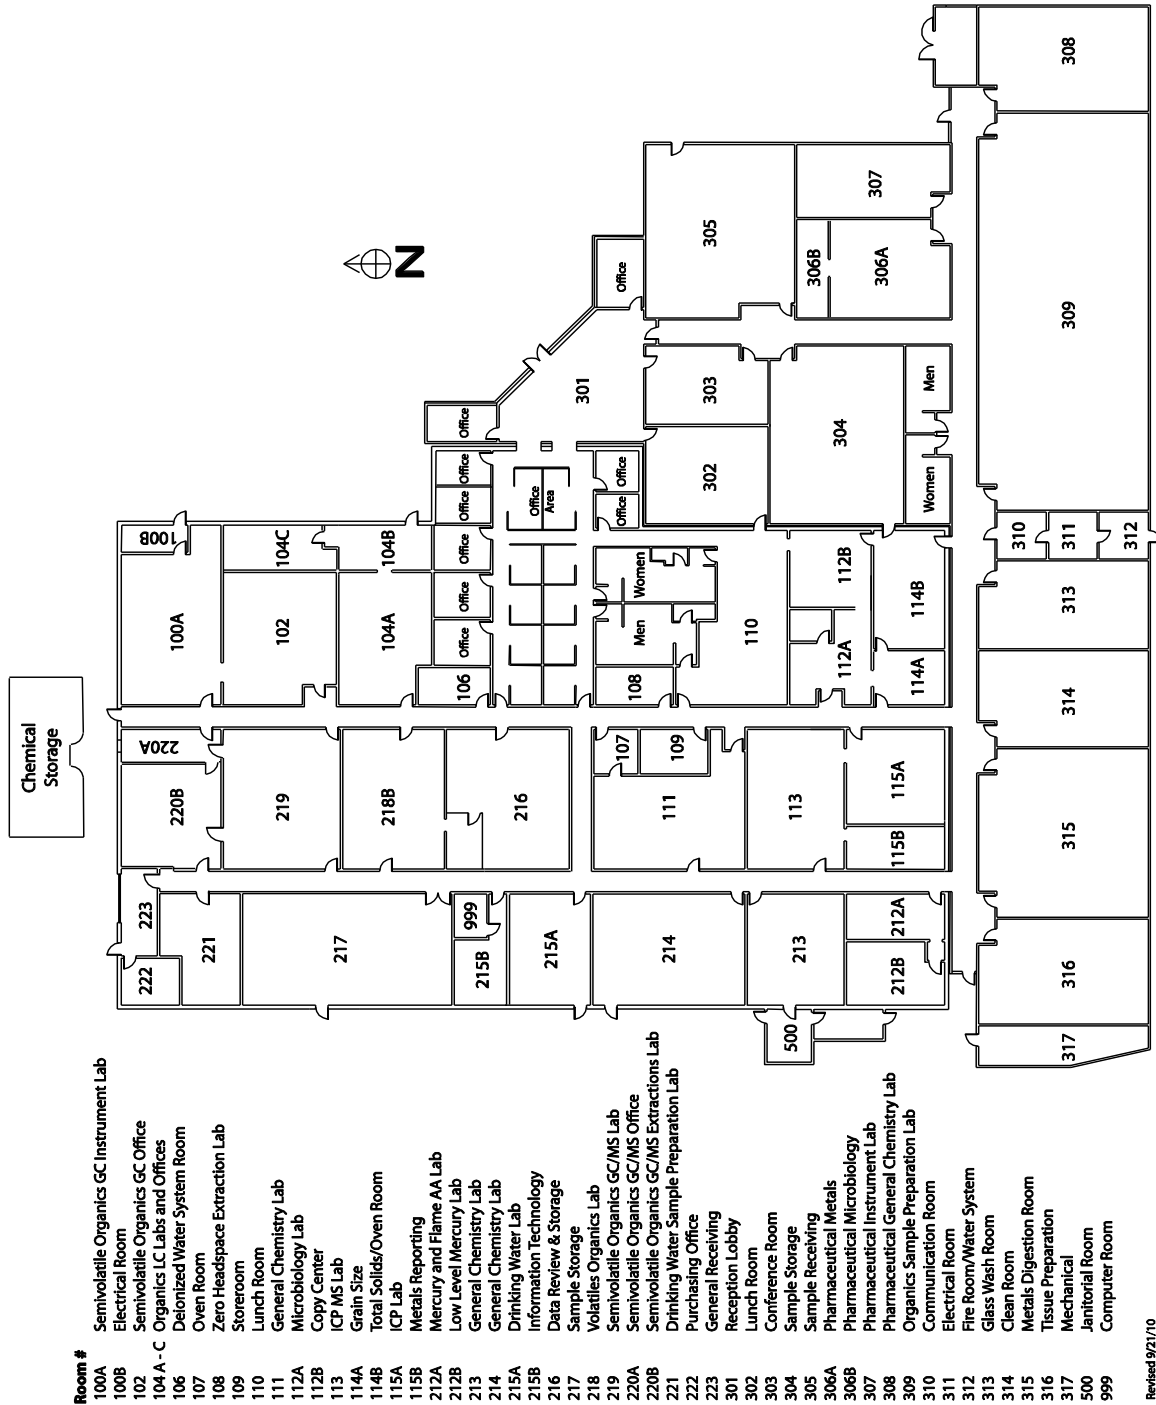 Chemical
Storage
N
308
307
305
306B
306A
Office
309
301
303
Men
Office
304
Office
302
Office
Office
Office
Area
Women
Office
100B
104C
104B
Office
310
311
312
Women
112B
100A
102
104A
Office
114B
313
Men
110
Office
112A
106
108
114A
314
220A
107
109
220B
219
218B
216
111
113
115A
315
115B
223
999
212A
221
217
215A
214
213
222
215B
212B
316
500
317
Room #
100A Semivolatile Organics GC Instrument Lab
100B Electrical Room
102 Semivolatile Organics GC Office
104 A - C Organics LC Labs and Offices
106 Deionized Water System Room
107 Oven Room
108 Zero Headspace Extraction Lab
109 Storeroom
110 Lunch Room
111 General Chemistry Lab
112A Microbiology Lab
112B Copy Center
113 ICP MS Lab
114A Grain Size
114B Total Solids/Oven Room
115A ICP Lab
115B Metals Reporting
212A Mercury and Flame AA Lab
212B Low Level Mercury Lab
213 General Chemistry Lab
214 General Chemistry Lab
215A Drinking Water Lab
215B Information Technology
216 Data Review & Storage
217 Sample Storage
218 Volatiles Organics Lab
219 Semivolatile Organics GC/MS Lab
220A Semivolatile Organics GC/MS Office
220B Semivolatile Organics GC/MS Extractions Lab
221 Drinking Water Sample Preparation Lab
222 Purchasing Office
223 General Receiving
301 Reception Lobby
302 Lunch Room
303 Conference Room
304 Sample Storage
305 Sample Receiving
306A Pharmaceutical Metals
306B Pharmaceutical Microbiology
307 Pharmaceutical Instrument Lab
308 Pharmaceutical General Chemistry Lab
309 Organics Sample Preparation Lab
310 Communication Room
311 Electrical Room
312 Fire Room/Water System
313 Glass Wash Room
314 Clean Room
315 Metals Digestion Room
316 Tissue Preparation
317 Mechanical
500 Janitorial Room
999 Computer Room
Revised 9/21/10